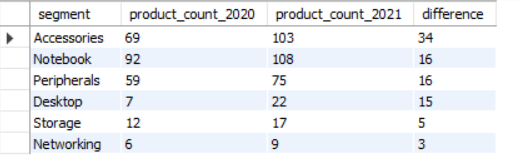 segment product_count_2020 product_count_2021 difference
Accessories 69 103 34
Notebook 92 108 16
Peripherals 59 75 16
Desktop 7 22 15
Storage 12 17 5
Networking 6 9 3